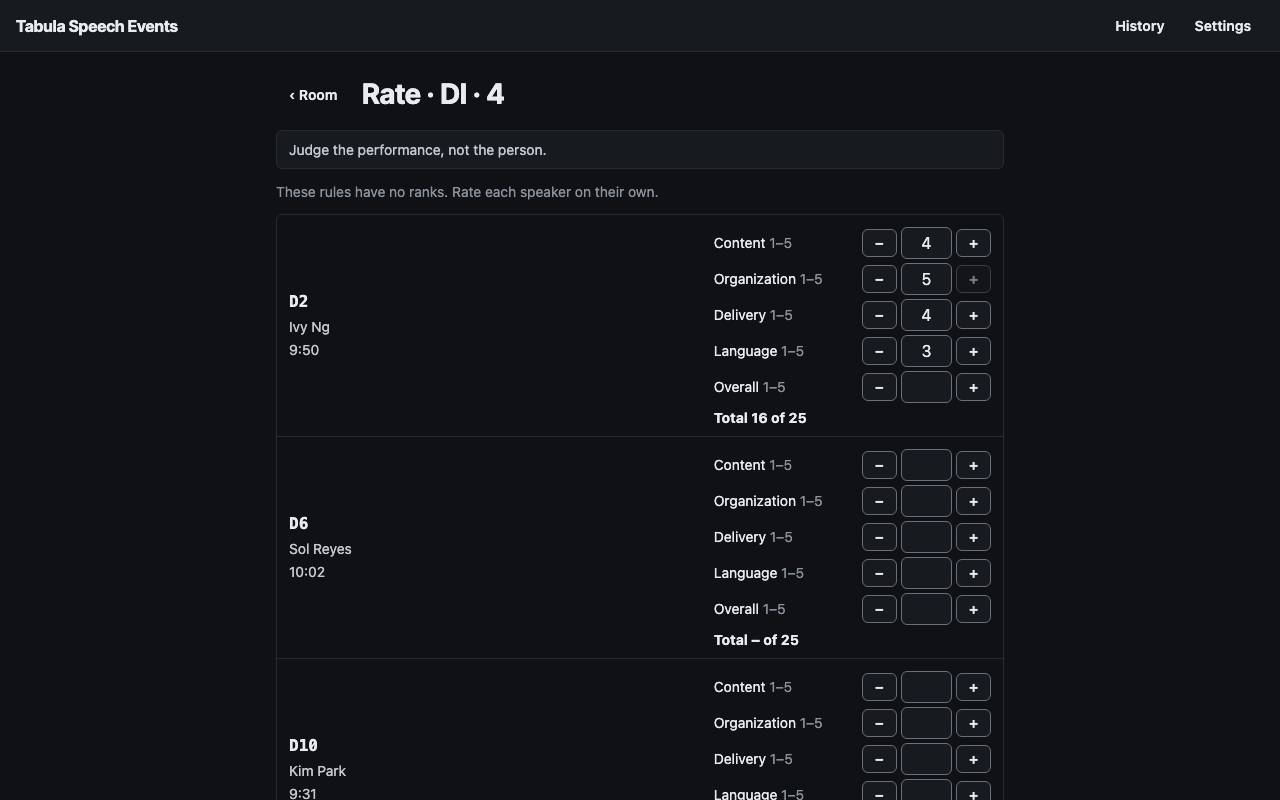 Tabula Speech Events
History
Settings
‹ Room
Rate · DI · 4
Judge the performance, not the person.
These rules have no ranks. Rate each speaker on their own.
D2
Ivy Ng
9:50
Content 1–5 − 4 +
Organization 1–5 − 5 +
Delivery 1–5 − 4 +
Language 1–5 − 3 +
Overall 1–5 − +
Total 16 of 25
D6
Sol Reyes
10:02
Content 1–5 − +
Organization 1–5 − +
Delivery 1–5 − +
Language 1–5 − +
Overall 1–5 − +
Total – of 25
D10
Kim Park
9:31
Content 1–5 − +
Organization 1–5 − +
Delivery 1–5 − +
Language 1–5 − +